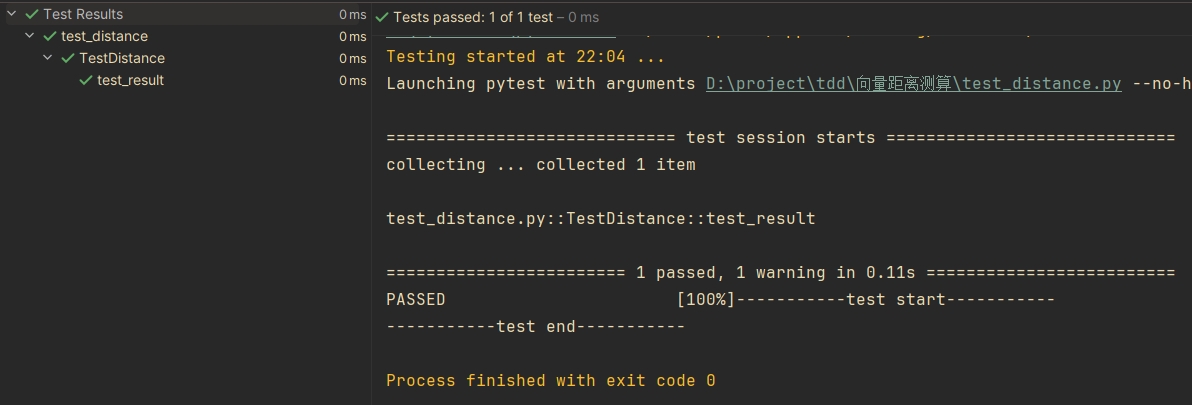 Test Results 0 ms
test_distance 0 ms
TestDistance 0 ms
test_result 0 ms
Tests passed: 1 of 1 test – 0 ms
Testing started at 22:04 ...
Launching pytest with arguments D:\project\tdd\向量距离测算\test_distance.py --no-h
============================= test session starts =============================
collecting ... collected 1 item
test_distance.py::TestDistance::test_result
======================== 1 passed, 1 warning in 0.11s =========================
PASSED [100%]-----------test start-----------
-----------test end-----------
Process finished with exit code 0